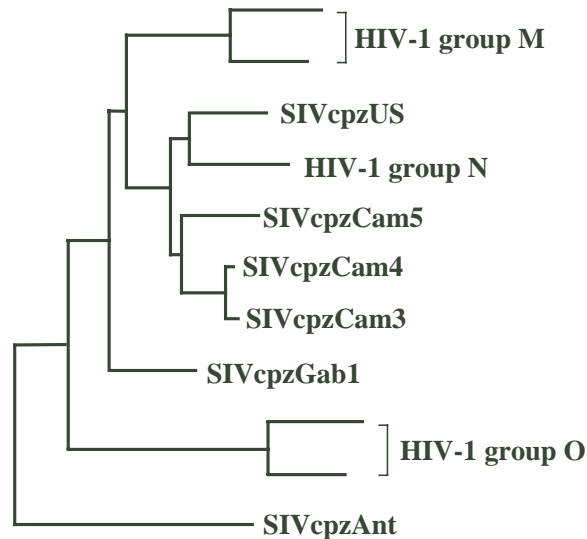 HIV-1 group M
SIVcpzUS
HIV-1 group N
SIVcpzCam5
SIVcpzCam4
SIVcpzCam3
SIVcpzGab1
HIV-1 group O
SIVcpzAnt